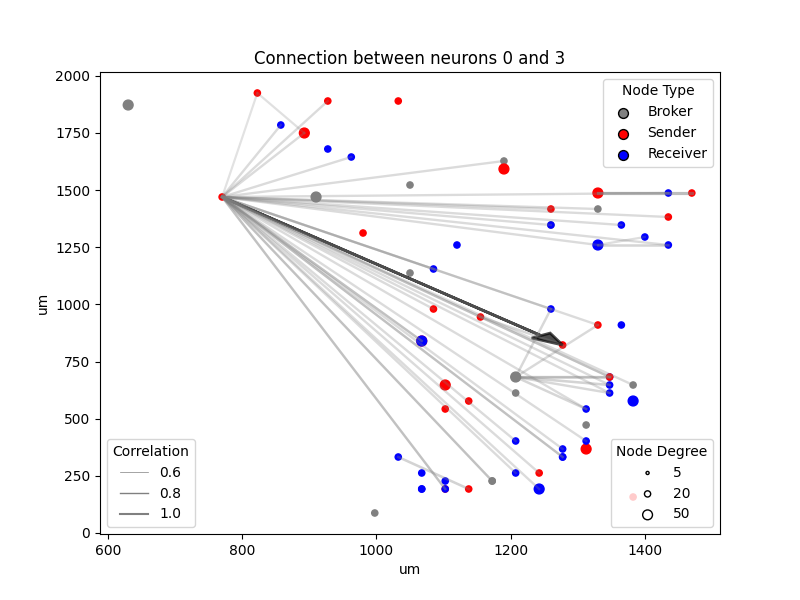 Connection between neurons 0 and 3
2000
1750
1500
1250
1000
750
500
250
0
um
600
800
1000
1200
1400
um
Node Type
Broker
Sender
Receiver
Correlation
0.6
0.8
1.0
Node Degree
5
20
50